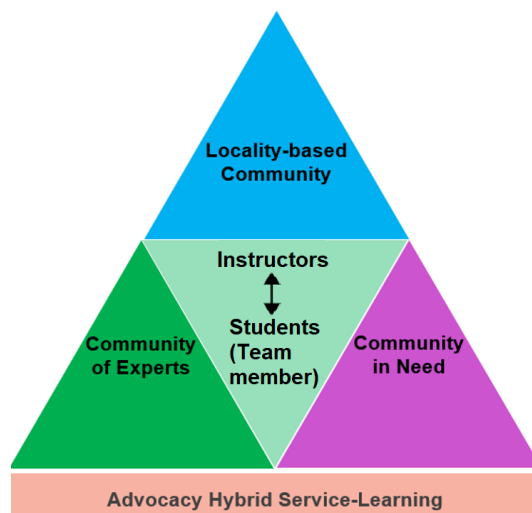 Locality-based
Community
Instructors
Students
(Team
member)
Community
of Experts
Community
in Need
Advocacy Hybrid Service-Learning